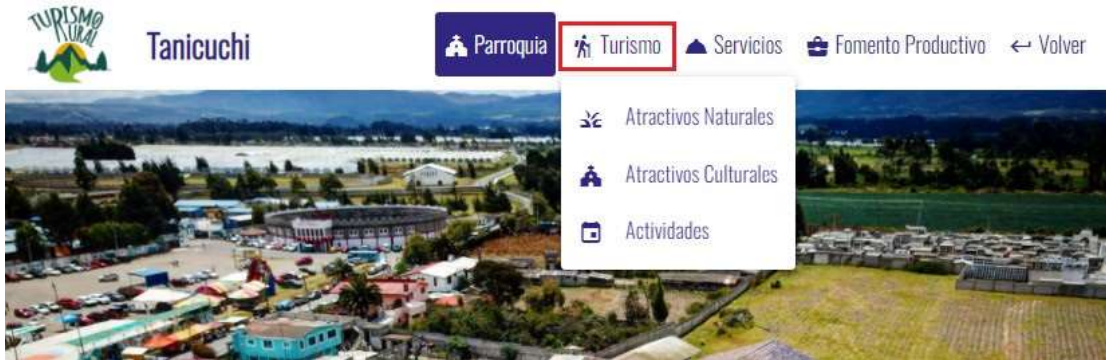 TURISMO
RURAL
Tanicuchi
Parroquia
Turismo
Servicios
Fomento Productivo
Volver
Atractivos Naturales
Atractivos Culturales
Actividades